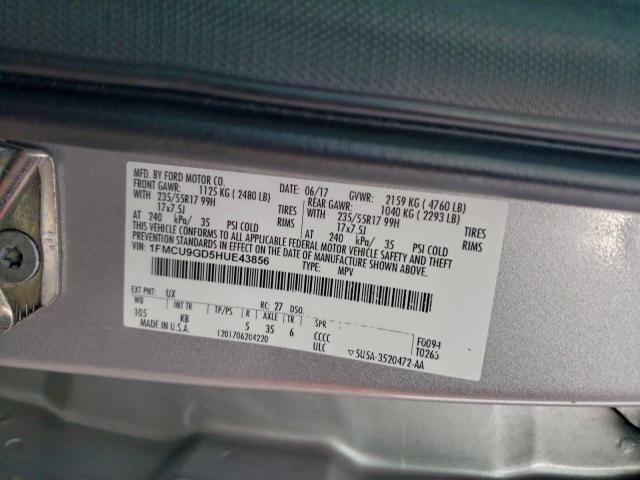 MFD. BY FORD MOTOR CO.
DATE: 06/17 GVWR: 2159 KG ( 4760 LB)
FRONT GAWR: 1125 KG ( 2480 LB) REAR GAWR: 1040 KG ( 2293 LB)
WITH 235/55R17 99H TIRES WITH 235/55R17 99H TIRES
17x7.5J RIMS 17x7.5J RIMS
AT 240 kPa/ 35 PSI COLD AT 240 kPa/ 35 PSI COLD
THIS VEHICLE CONFORMS TO ALL APPLICABLE FEDERAL MOTOR VEHICLE SAFETY AND THEFT
PREVENTION STANDARDS IN EFFECT ON THE DATE OF MANUFACTURE SHOWN ABOVE.
VIN: 1FMCU9GD5HUE43856 TYPE: MPV
EXT PNT: UX RC: 27 DSO:
WB INT TR TP/PS R AXLE TR SPR
105 KB 5 35 6 CCCC
MADE IN U.S.A. ULC
T0263
1201706204220 5U5A-3520472-AA